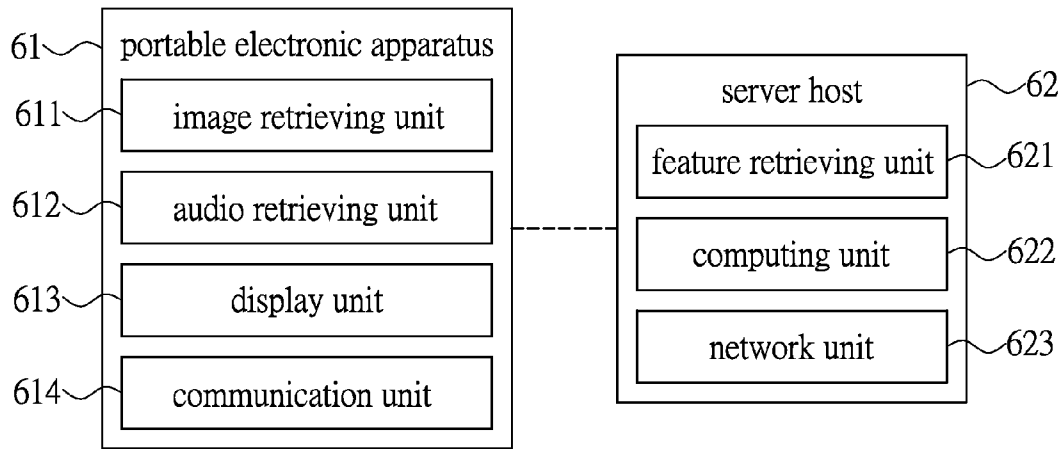 61
portable electronic apparatus
611
image retrieving unit
612
audio retrieving unit
613
display unit
614
communication unit
server host
62
feature retrieving unit
621
computing unit
622
network unit
623